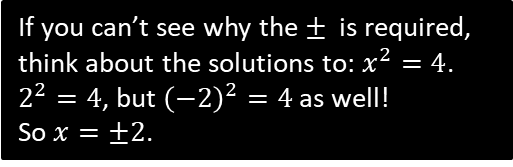 If you can’t see why the ± is required,
think about the solutions to: x² = 4.
2² = 4, but (−2)² = 4 as well!
So x = ±2.